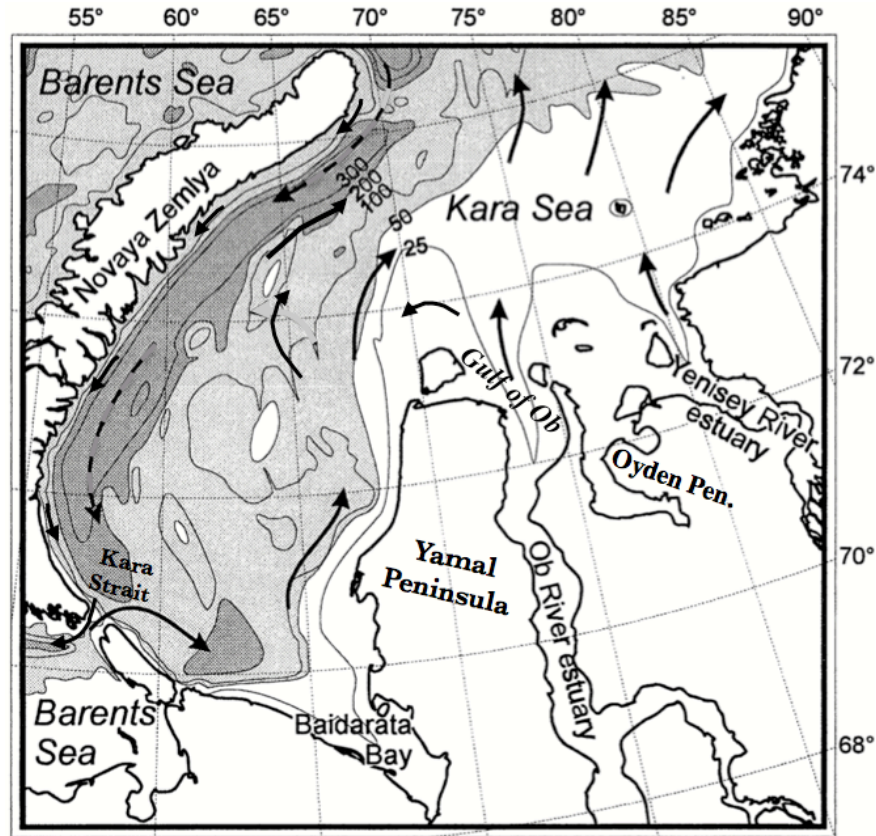 55° 60° 65° 70° 75° 80° 85° 90°
Barents Sea
Novaya Zemlya
300
200
100
50
25
Kara Sea
74°
72°
Gulf of Ob
Yenisey River
estuary
Oyden Pen.
Kara
Strait
Yamal
Peninsula
Ob River estuary
70°
Barents
Sea
Baidarata
Bay
68°